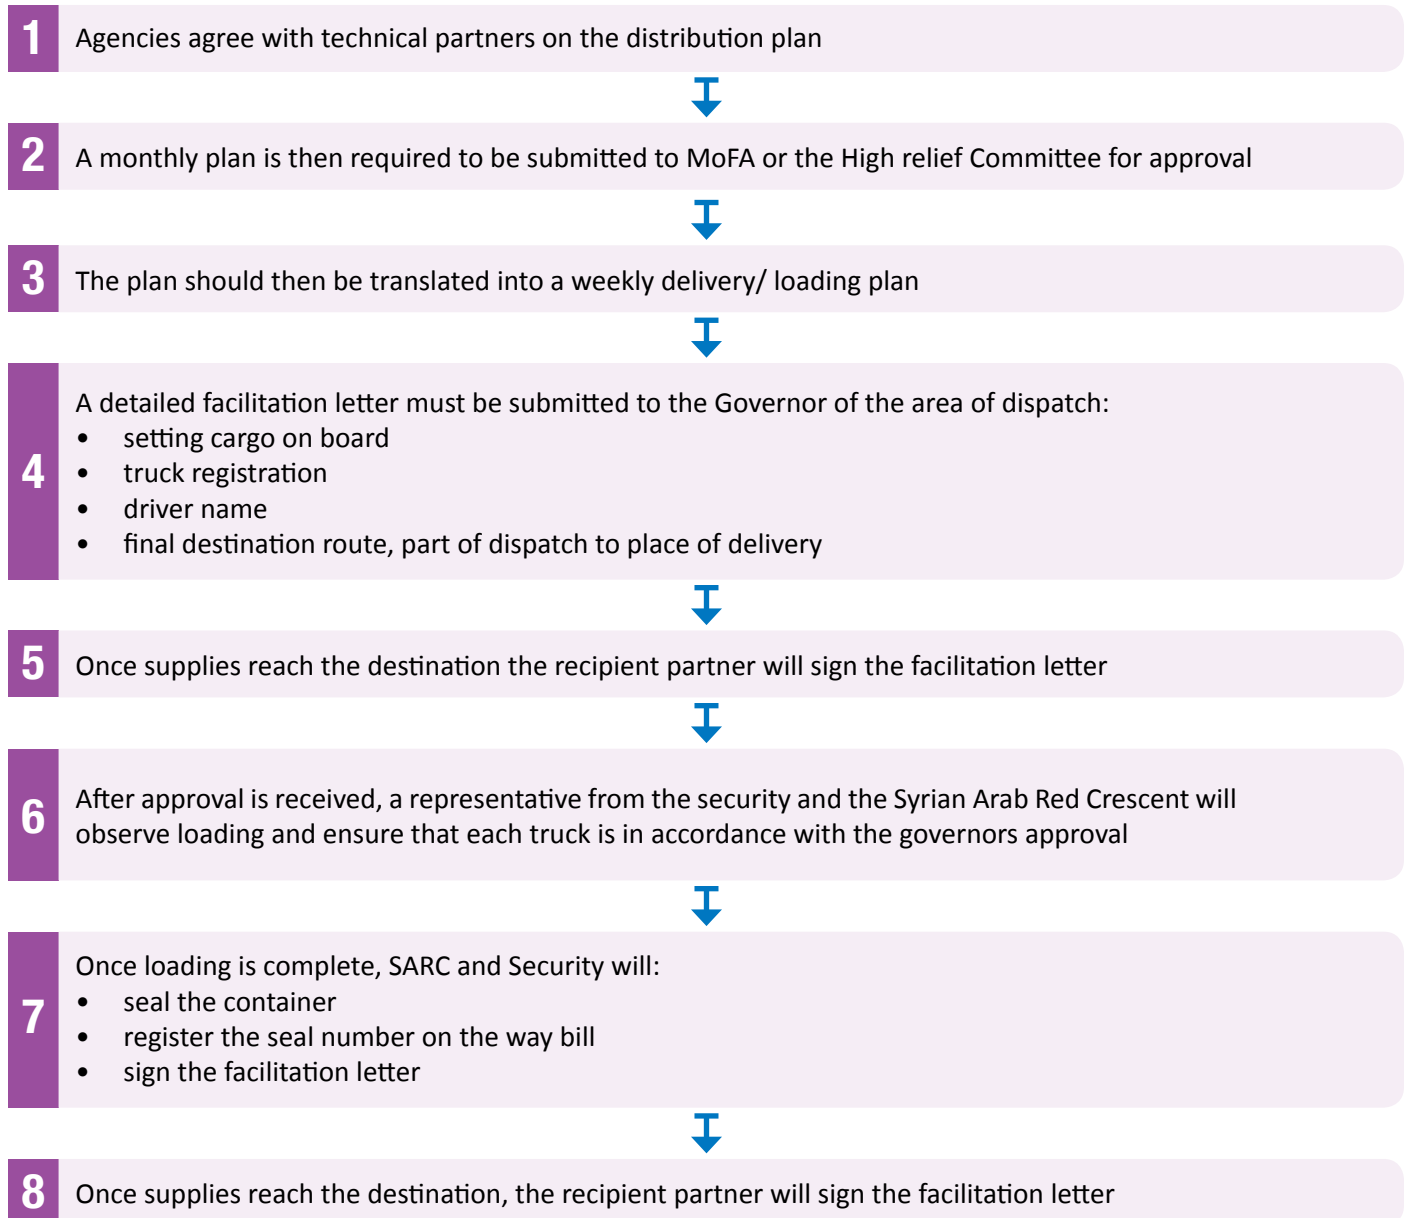 1 Agencies agree with technical partners on the distribution plan
2 A monthly plan is then required to be submitted to MoFA or the High relief Committee for approval
3 The plan should then be translated into a weekly delivery/ loading plan
4 A detailed facilitation letter must be submitted to the Governor of the area of dispatch:
• setting cargo on board
• truck registration
• driver name
• final destination route, part of dispatch to place of delivery
5 Once supplies reach the destination the recipient partner will sign the facilitation letter
6 After approval is received, a representative from the security and the Syrian Arab Red Crescent will
observe loading and ensure that each truck is in accordance with the governors approval
7 Once loading is complete, SARC and Security will:
• seal the container
• register the seal number on the way bill
• sign the facilitation letter
8 Once supplies reach the destination, the recipient partner will sign the facilitation letter